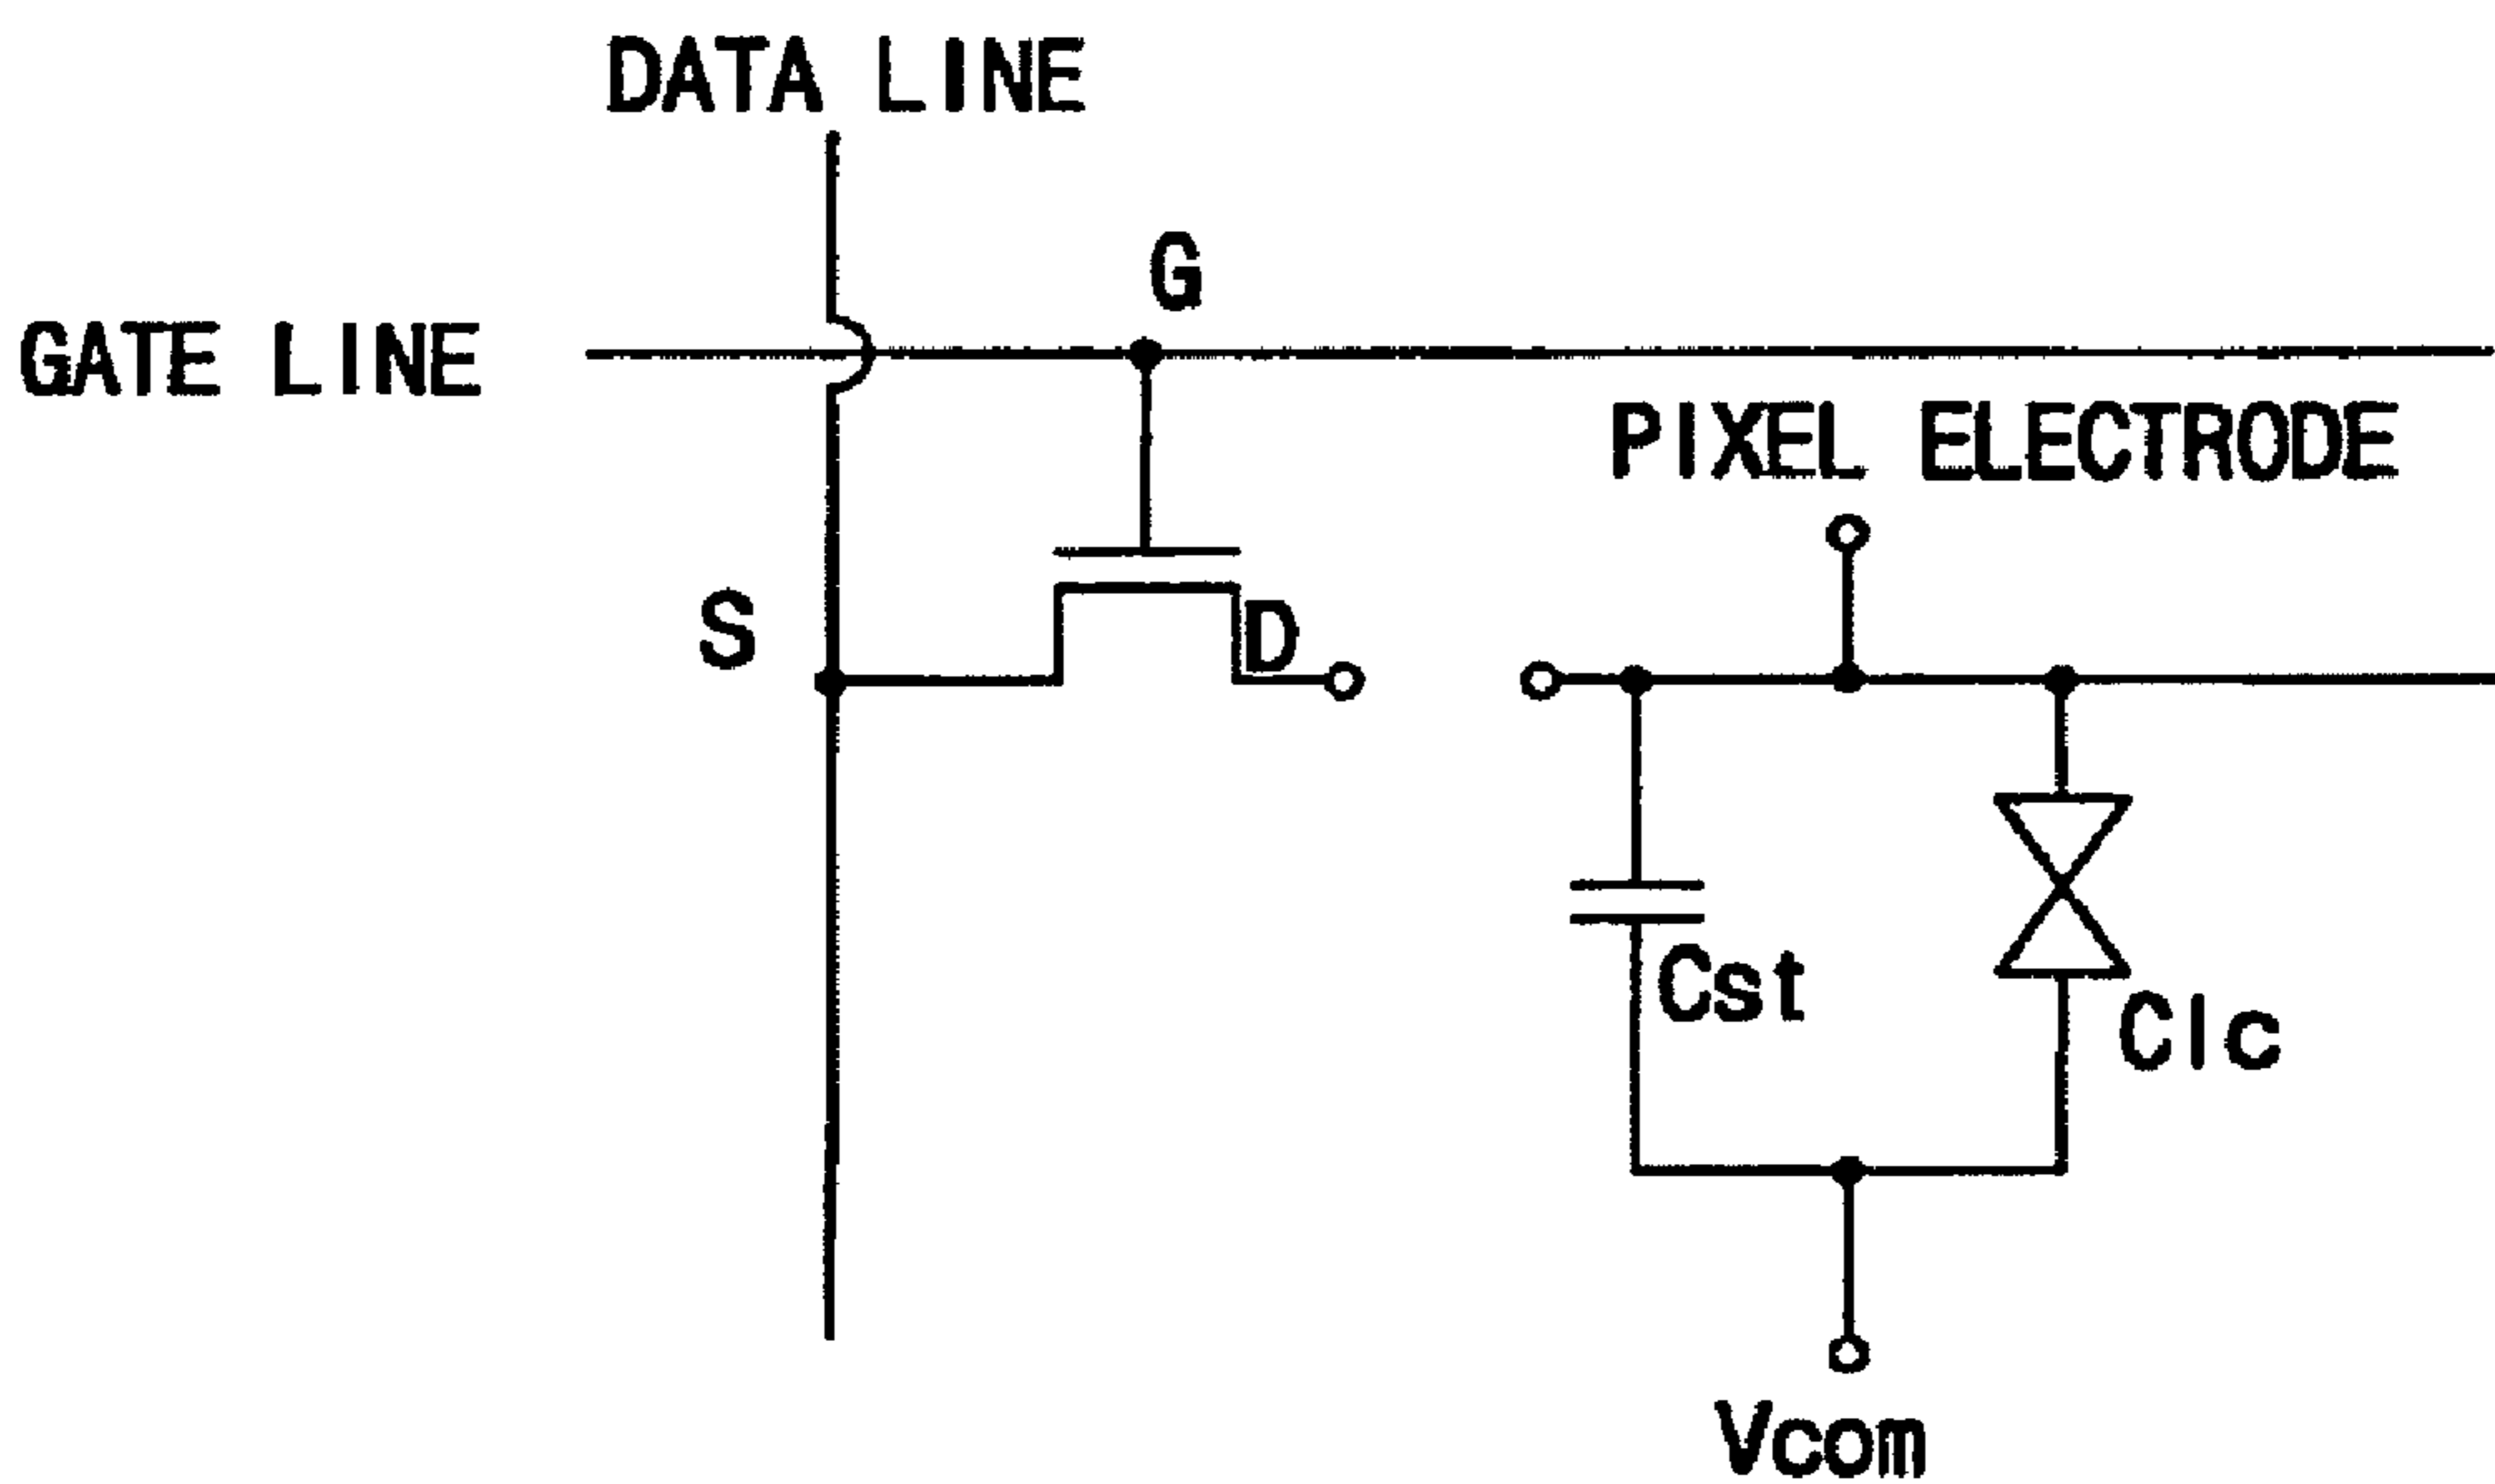 DATA LINE
G
GATE LINE
PIXEL ELECTRODE
S
D
Cst
Clc
Vcom